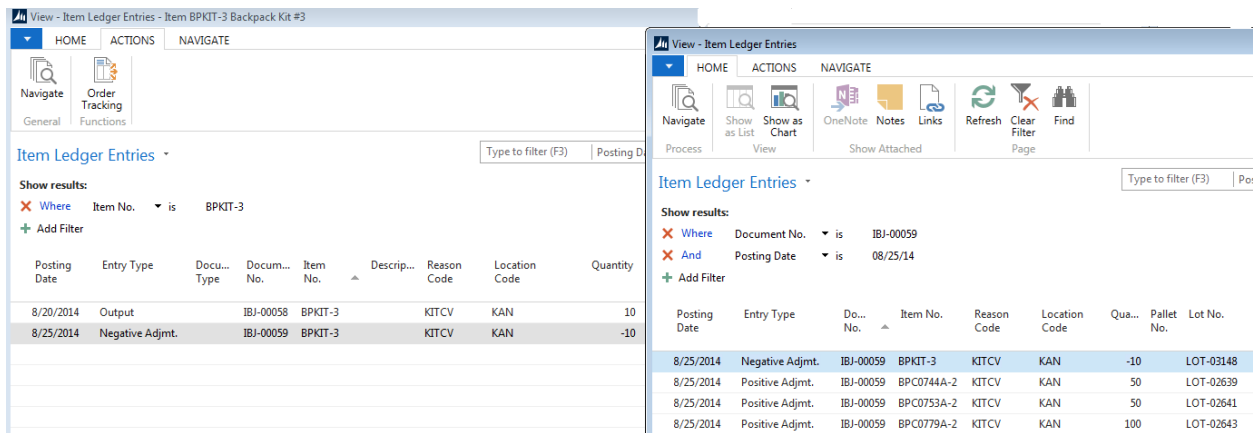 View - Item Ledger Entries - Item BPKIT-3 Backpack Kit #3
HOME ACTIONS NAVIGATE
Navigate Order Tracking
General Functions
Item Ledger Entries
Type to filter (F3) Posting Da
Show results:
Where Item No. is BPKIT-3
Add Filter
Posting Date Entry Type Docu... Type Docum... No. Item No. Descrip... Reason Code Location Code Quantity
8/20/2014 Output IBJ-00058 BPKIT-3 KITCV KAN 10
8/25/2014 Negative Adjmt. IBJ-00059 BPKIT-3 KITCV KAN -10
View - Item Ledger Entries
HOME ACTIONS NAVIGATE
Navigate Show as List Show as Chart OneNote Notes Links Refresh Clear Filter Find
Process View Show Attached Page
Item Ledger Entries
Type to filter (F3) Pos
Show results:
Where Document No. is IBJ-00059
And Posting Date is 08/25/14
Add Filter
Posting Date Entry Type Do... No. Item No. Reason Code Location Code Qua... Pallet No. Lot No.
8/25/2014 Negative Adjmt. IBJ-00059 BPKIT-3 KITCV KAN -10 LOT-03148
8/25/2014 Positive Adjmt. IBJ-00059 BPC0744A-2 KITCV KAN 50 LOT-02639
8/25/2014 Positive Adjmt. IBJ-00059 BPC0753A-2 KITCV KAN 50 LOT-02641
8/25/2014 Positive Adjmt. IBJ-00059 BPC0779A-2 KITCV KAN 100 LOT-02643